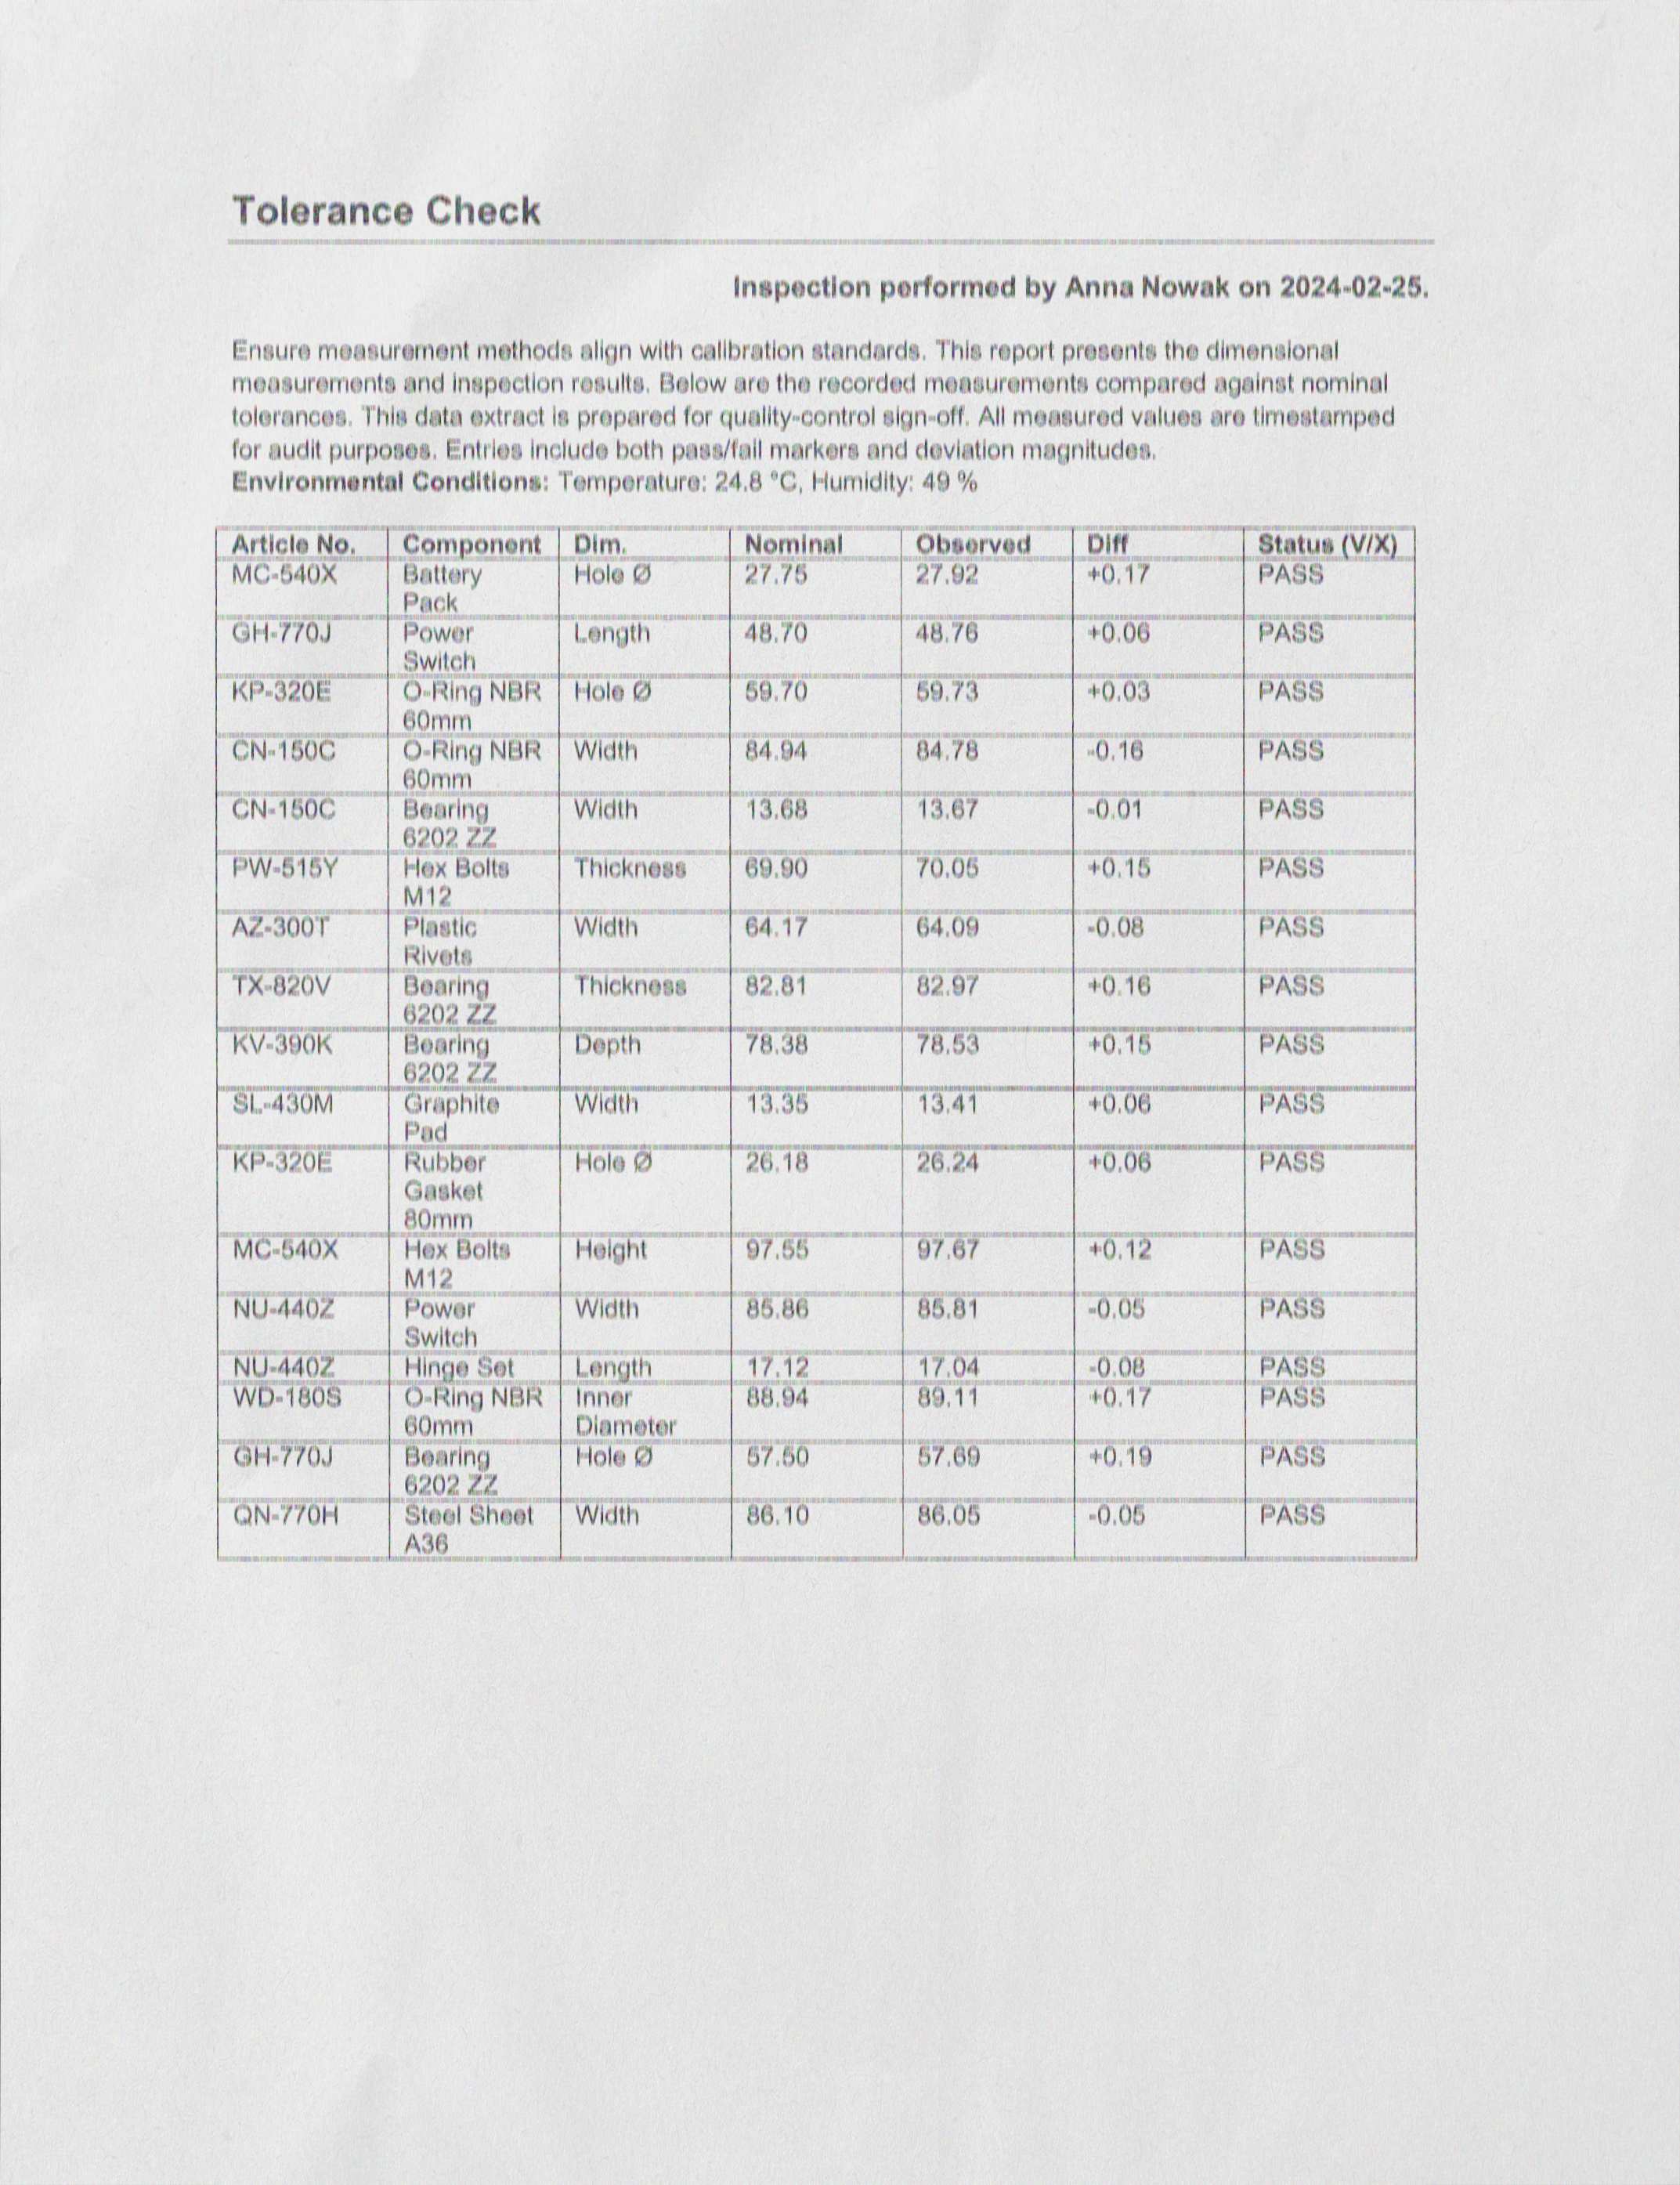 Tolerance Check
Inspection performed by Anna Nowak on 2024-02-25.
Ensure measurement methods align with calibration standards. This report presents the dimensional
measurements and inspection results. Below are the recorded measurements compared against nominal
tolerances. This data extract is prepared for quality-control sign-off. All measured values are timestamped
for audit purposes. Entries include both pass/fail markers and deviation magnitudes.
Environmental Conditions: Temperature: 24.8 °C, Humidity: 49 %
Article No. Component Dim. Nominal Observed Diff Status (V/X)
MC-540X Battery Hole Ø 27.75 27.92 +0.17 PASS
Pack
GH-770J Power Length 48.70 48.76 +0.06 PASS
Switch
KP-320E O-Ring NBR Hole Ø 59.70 59.73 +0.03 PASS
60mm
CN-150C O-Ring NBR Width 84.94 84.78 -0.16 PASS
60mm
CN-150C Bearing Width 13.68 13.67 -0.01 PASS
6202 ZZ
PW-515Y Hex Bolts Thickness 69.90 70.05 +0.15 PASS
M12
AZ-300T Plastic Width 64.17 64.09 -0.08 PASS
Rivets
TX-820V Bearing Thickness 82.81 82.97 +0.16 PASS
6202 ZZ
KV-390K Bearing Depth 78.38 78.53 +0.15 PASS
6202 ZZ
SL-430M Graphite Width 13.35 13.41 +0.06 PASS
Pad
KP-320E Rubber Hole Ø 26.18 26.24 +0.06 PASS
Gasket
80mm
MC-540X Hex Bolts Height 97.55 97.67 +0.12 PASS
M12
NU-440Z Power Width 85.86 85.81 -0.05 PASS
Switch
NU-440Z Hinge Set Length 17.12 17.04 -0.08 PASS
WD-180S O-Ring NBR Inner 88.94 89.11 +0.17 PASS
60mm Diameter
GH-770J Bearing Hole Ø 57.50 57.69 +0.19 PASS
6202 ZZ
QN-770H Steel Sheet Width 86.10 86.05 -0.05 PASS
A36